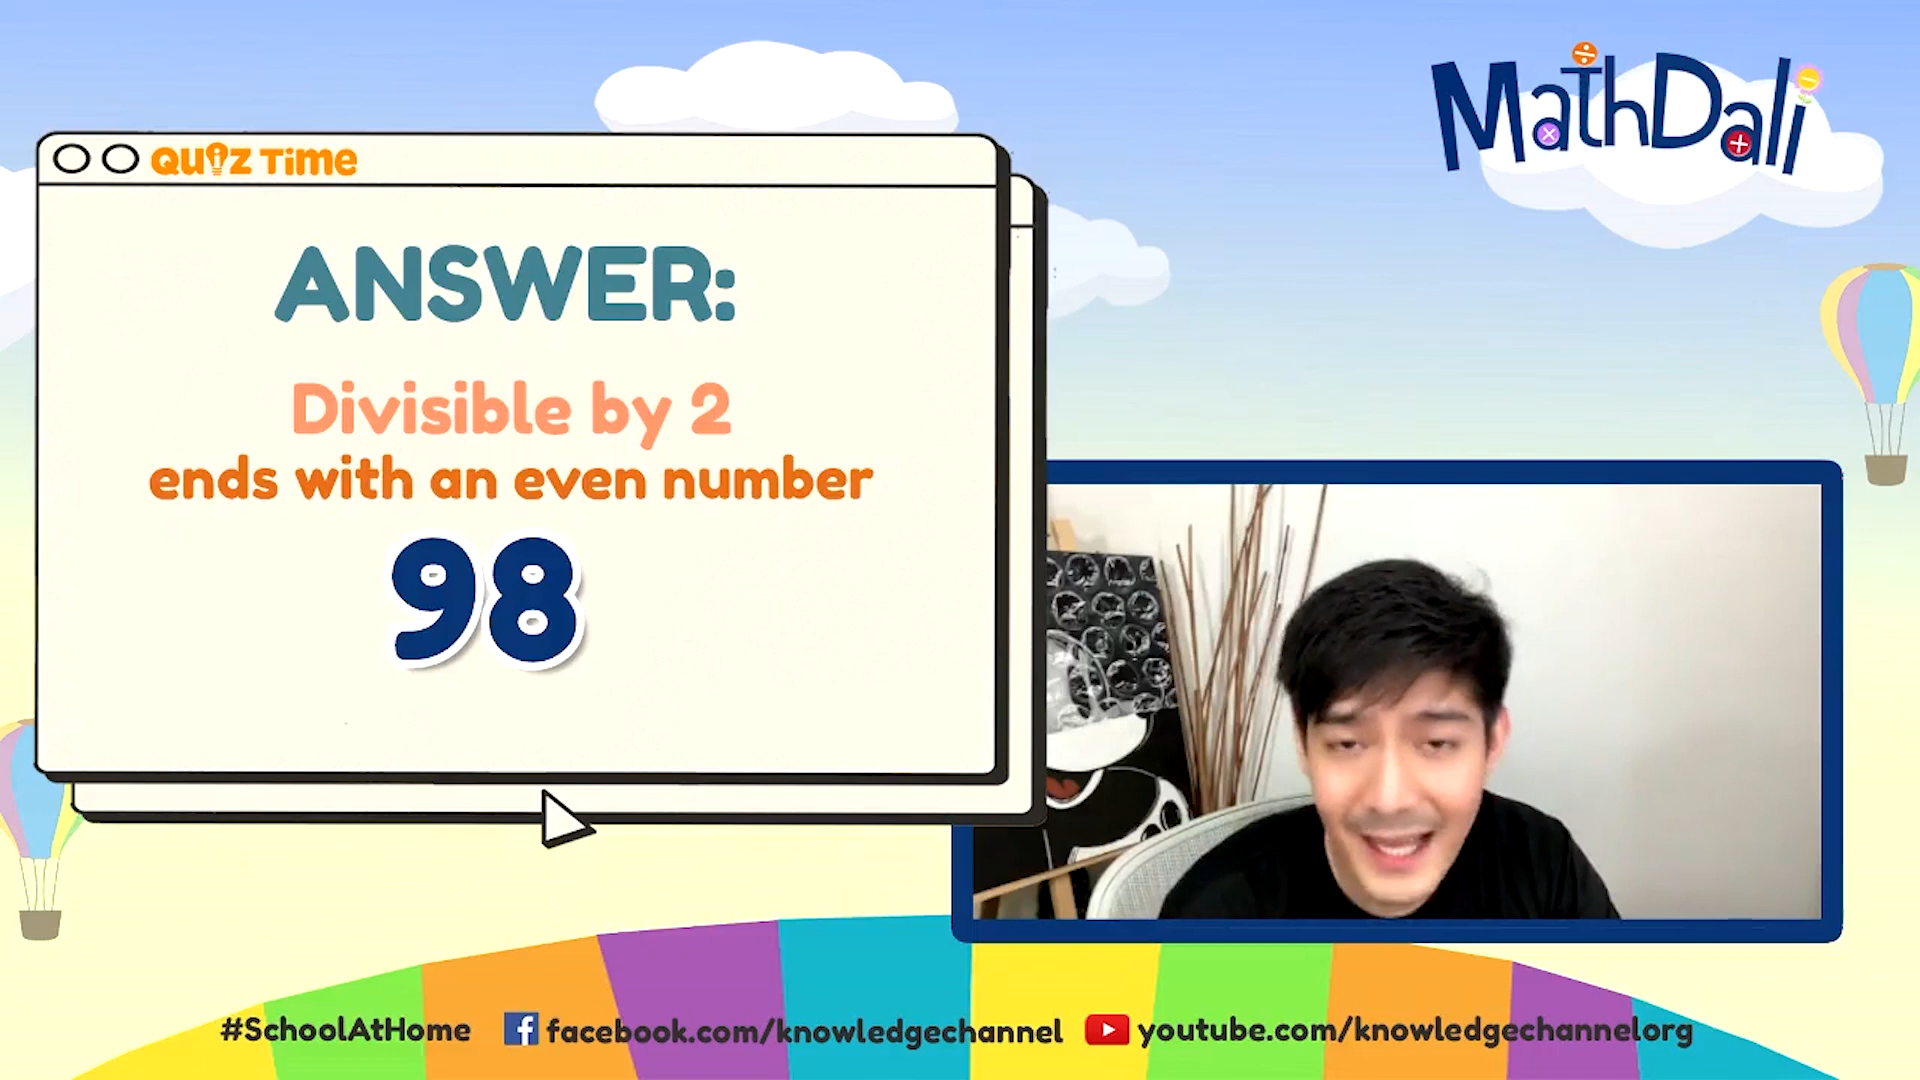 MathDali
QUIZ TIME
ANSWER:
Divisible by 2
ends with an even number
98
#SchoolAtHome
facebook.com/knowledgechannel
youtube.com/knowledgechannelorg